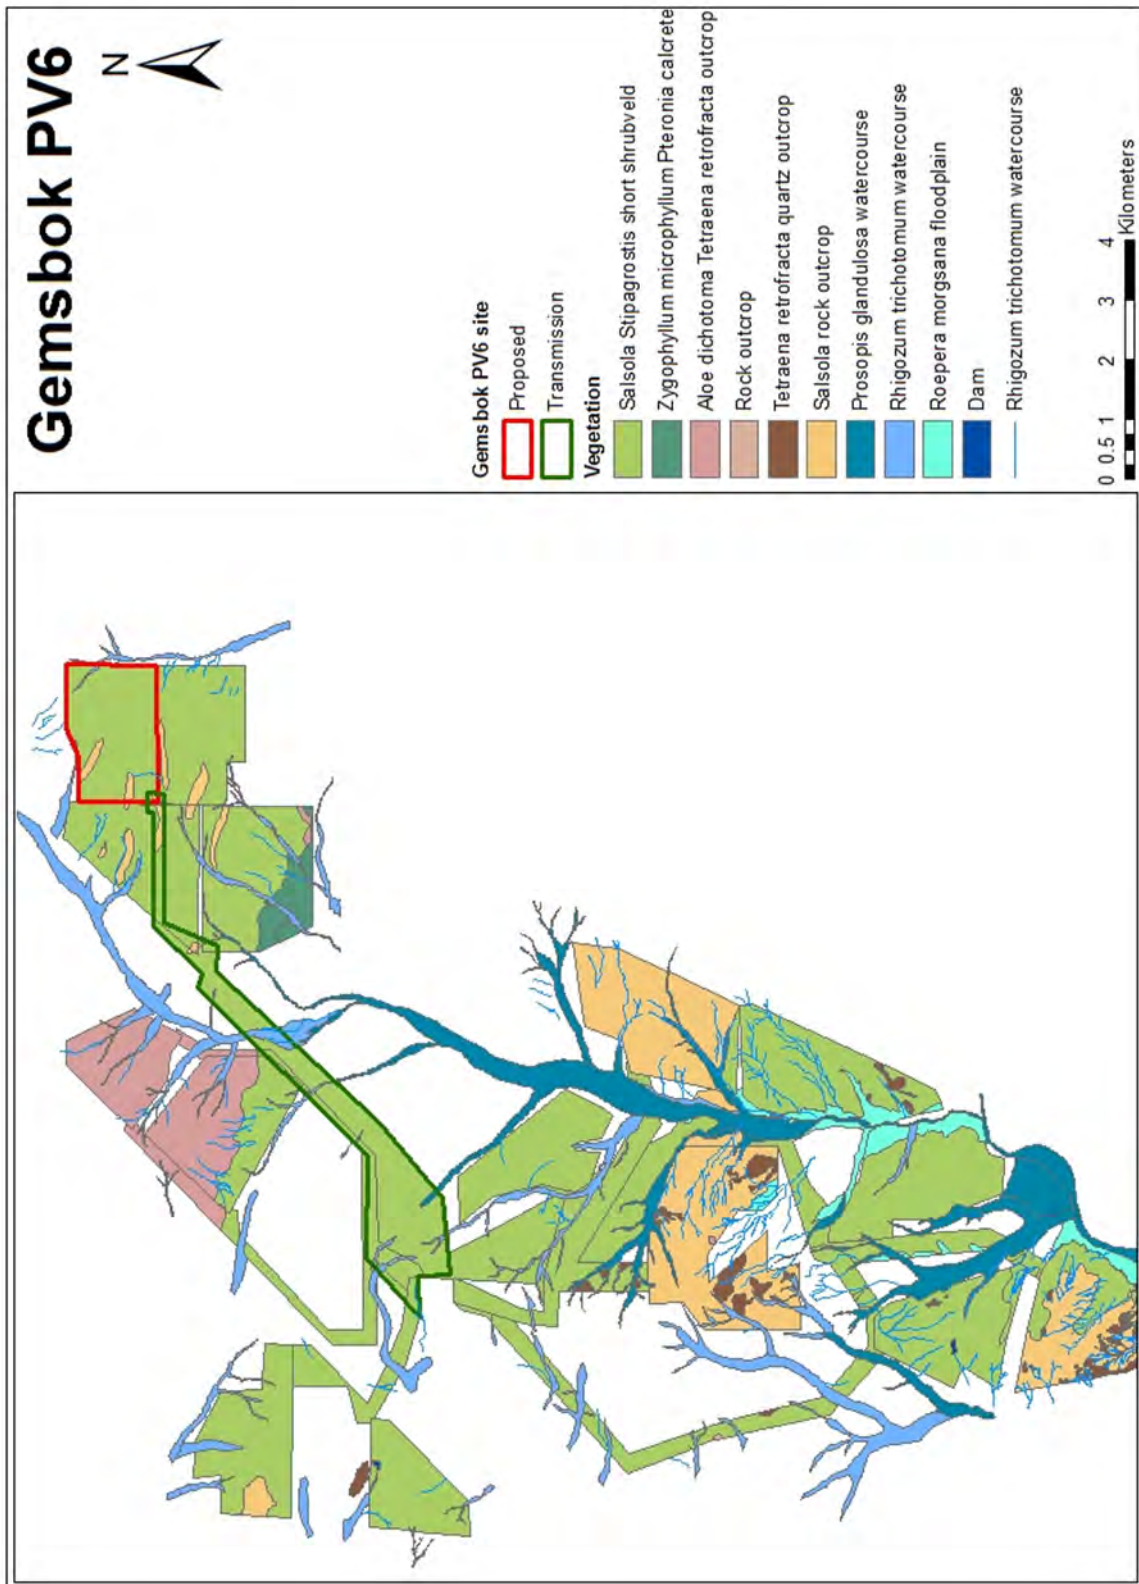 Gemsbok PV6
N
Gemsbok PV6 site
Proposed
Transmission
Vegetation
Salsola Stipagrostis short shrubveld
Zygophyllum microphyllum Pteronia calcrete
Aloe dichotoma Tetraena retrofracta outcrop
Rock outcrop
Tetraena retrofracta quartz outcrop
Salsola rock outcrop
Prosopis glandulosa watercourse
Rhigozum trichotomum watercourse
Roepera morgsana floodplain
Dam
Rhigozum trichotomum watercourse
0 0.5 1 2 3 4
Kilometers